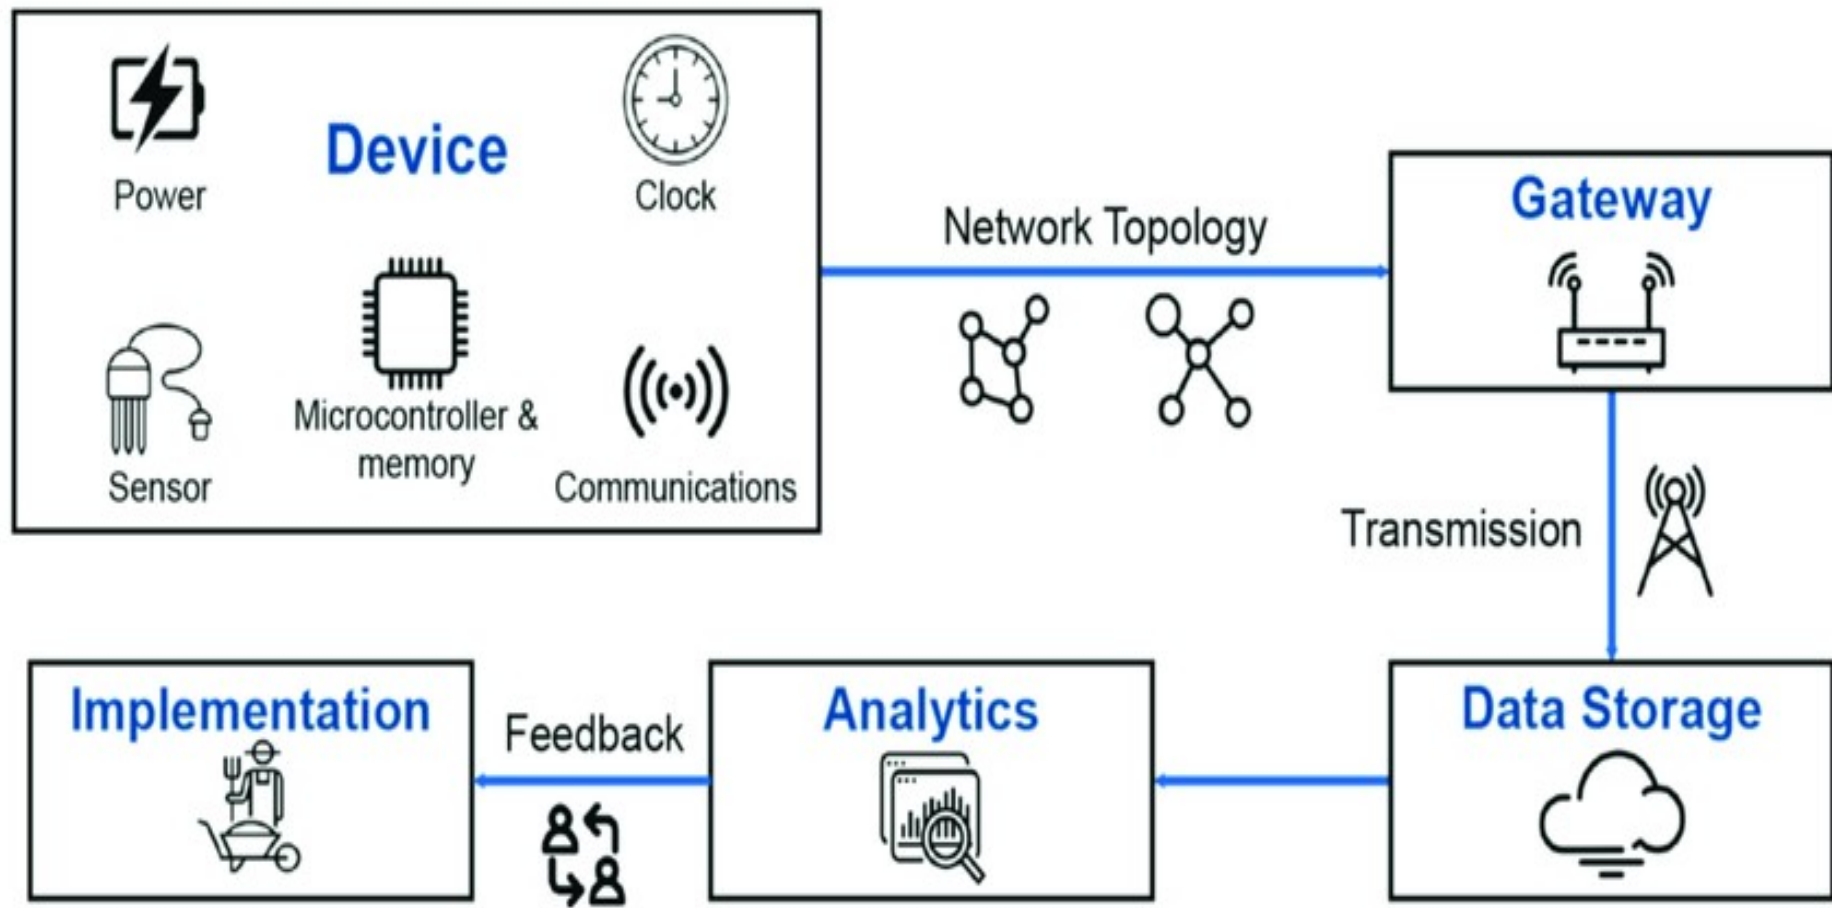 Device
Power
Clock
Sensor
Microcontroller &
memory
Communications
Network Topology
Gateway
Transmission
Data Storage
Analytics
Feedback
Implementation